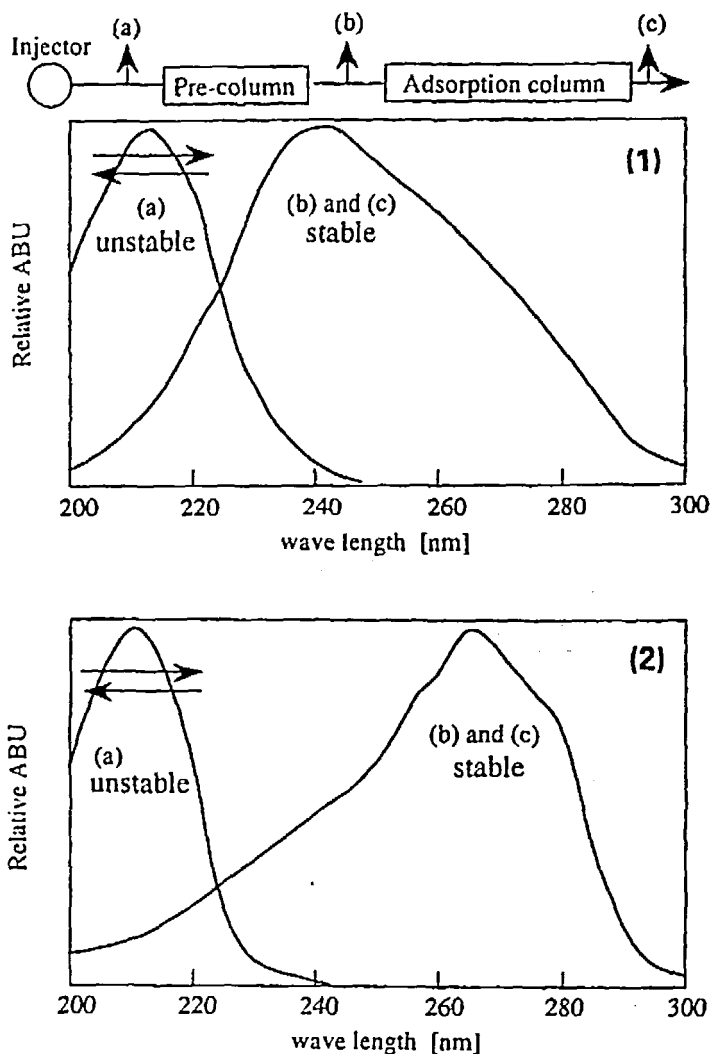 (a) (b) (c)
Injector
Pre-column Adsorption column
(1)
(a)
unstable
(b) and (c)
stable
Relative ABU
200 220 240 260 280 300
wave length [nm]
(2)
(a)
unstable
(b) and (c)
stable
Relative ABU
200 220 240 260 280 300
wave length [nm]